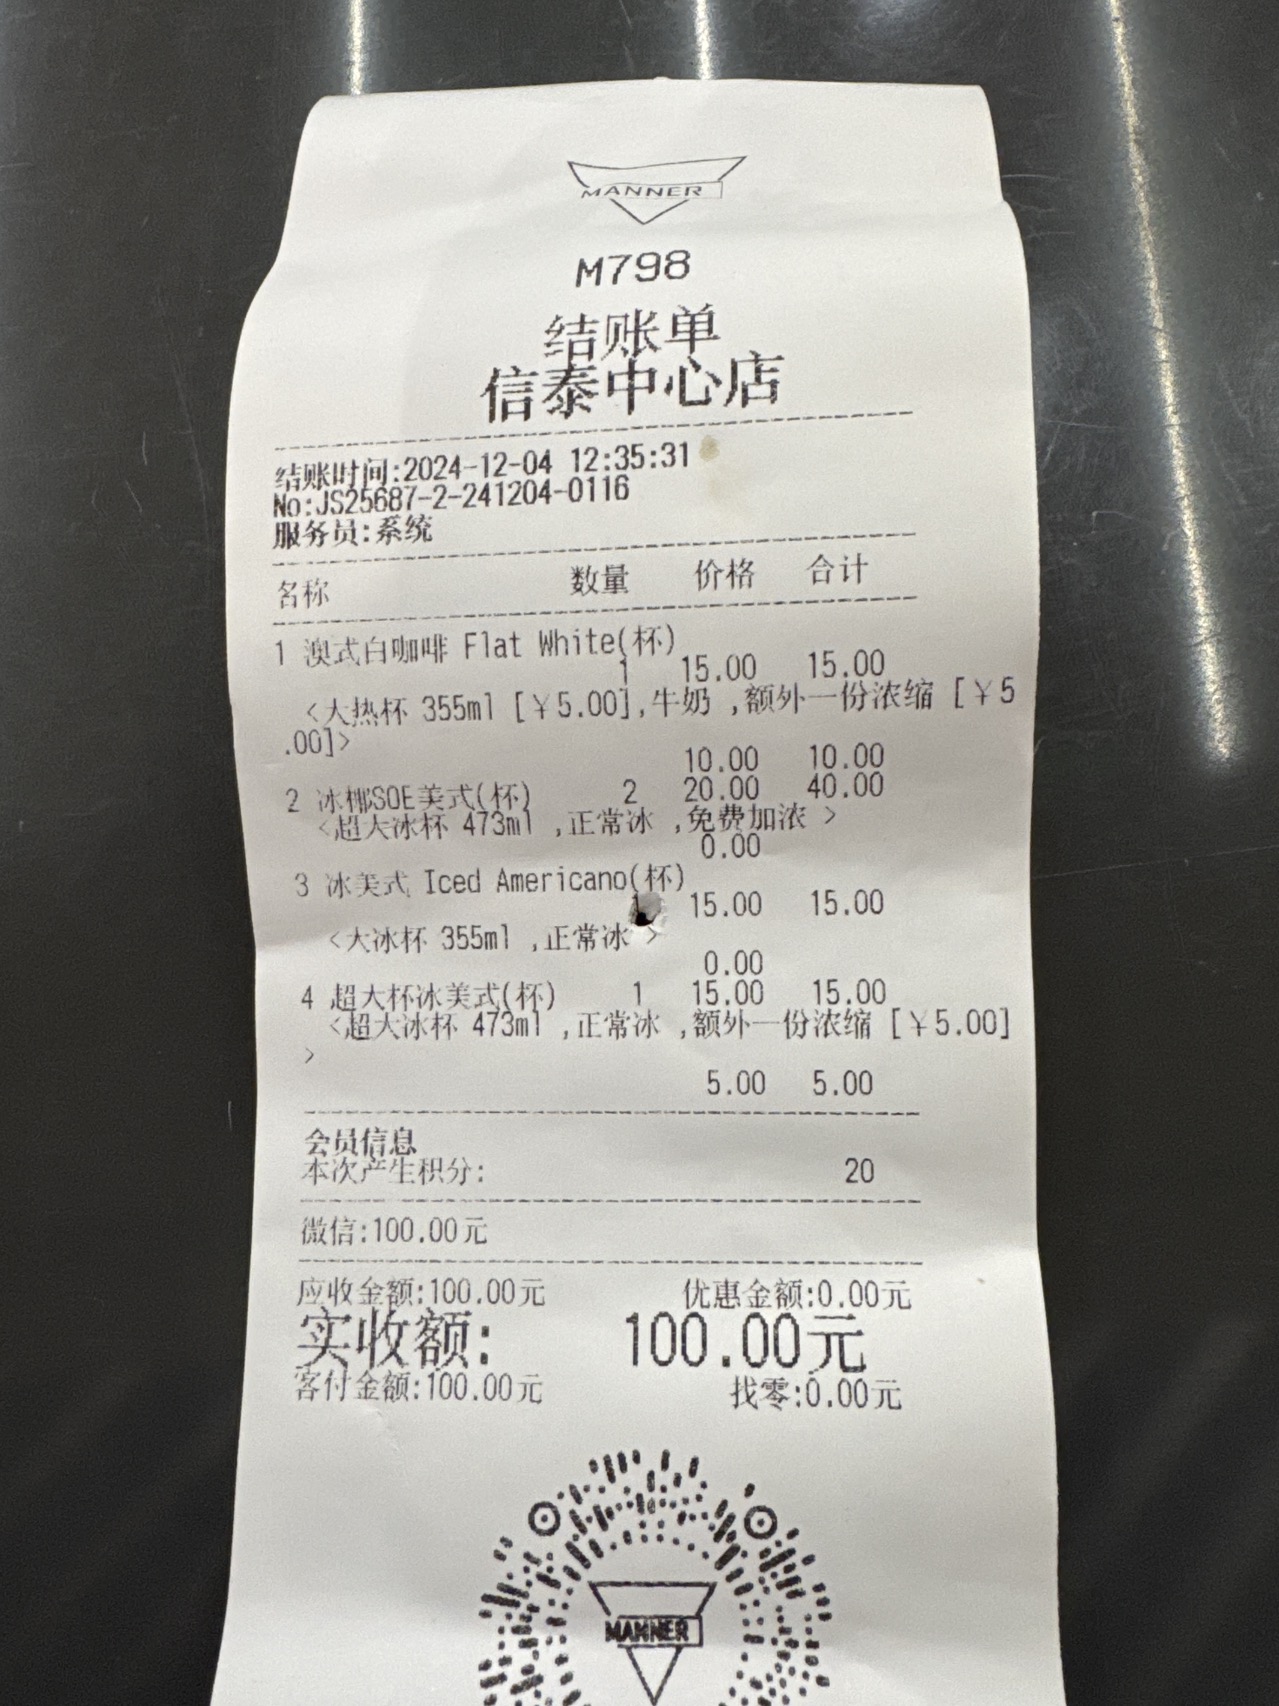 MANNER
M798
结账单
信泰中心店
结账时间:2024-12-04 12:35:31
No:JS25687-2-241204-0116
服务员:系统
名称 数量 价格 合计
1 澳式白咖啡 Flat White(杯)
1 15.00 15.00
<大热杯 355ml [￥5.00],牛奶 ,额外一份浓缩 [￥5
.00]>
10.00 10.00
2 冰椰SOE美式(杯) 2 20.00 40.00
<超大冰杯 473ml ,正常冰 ,免费加浓 >
0.00
3 冰美式 Iced Americano(杯)
1 15.00 15.00
<大冰杯 355ml ,正常冰 >
0.00
4 超大杯冰美式(杯) 1 15.00 15.00
<超大冰杯 473ml ,正常冰 ,额外一份浓缩 [￥5.00]
>
5.00 5.00
会员信息
本次产生积分: 20
微信:100.00元
应收金额:100.00元 优惠金额:0.00元
实收额: 100.00元
客付金额:100.00元 找零:0.00元
MANNER